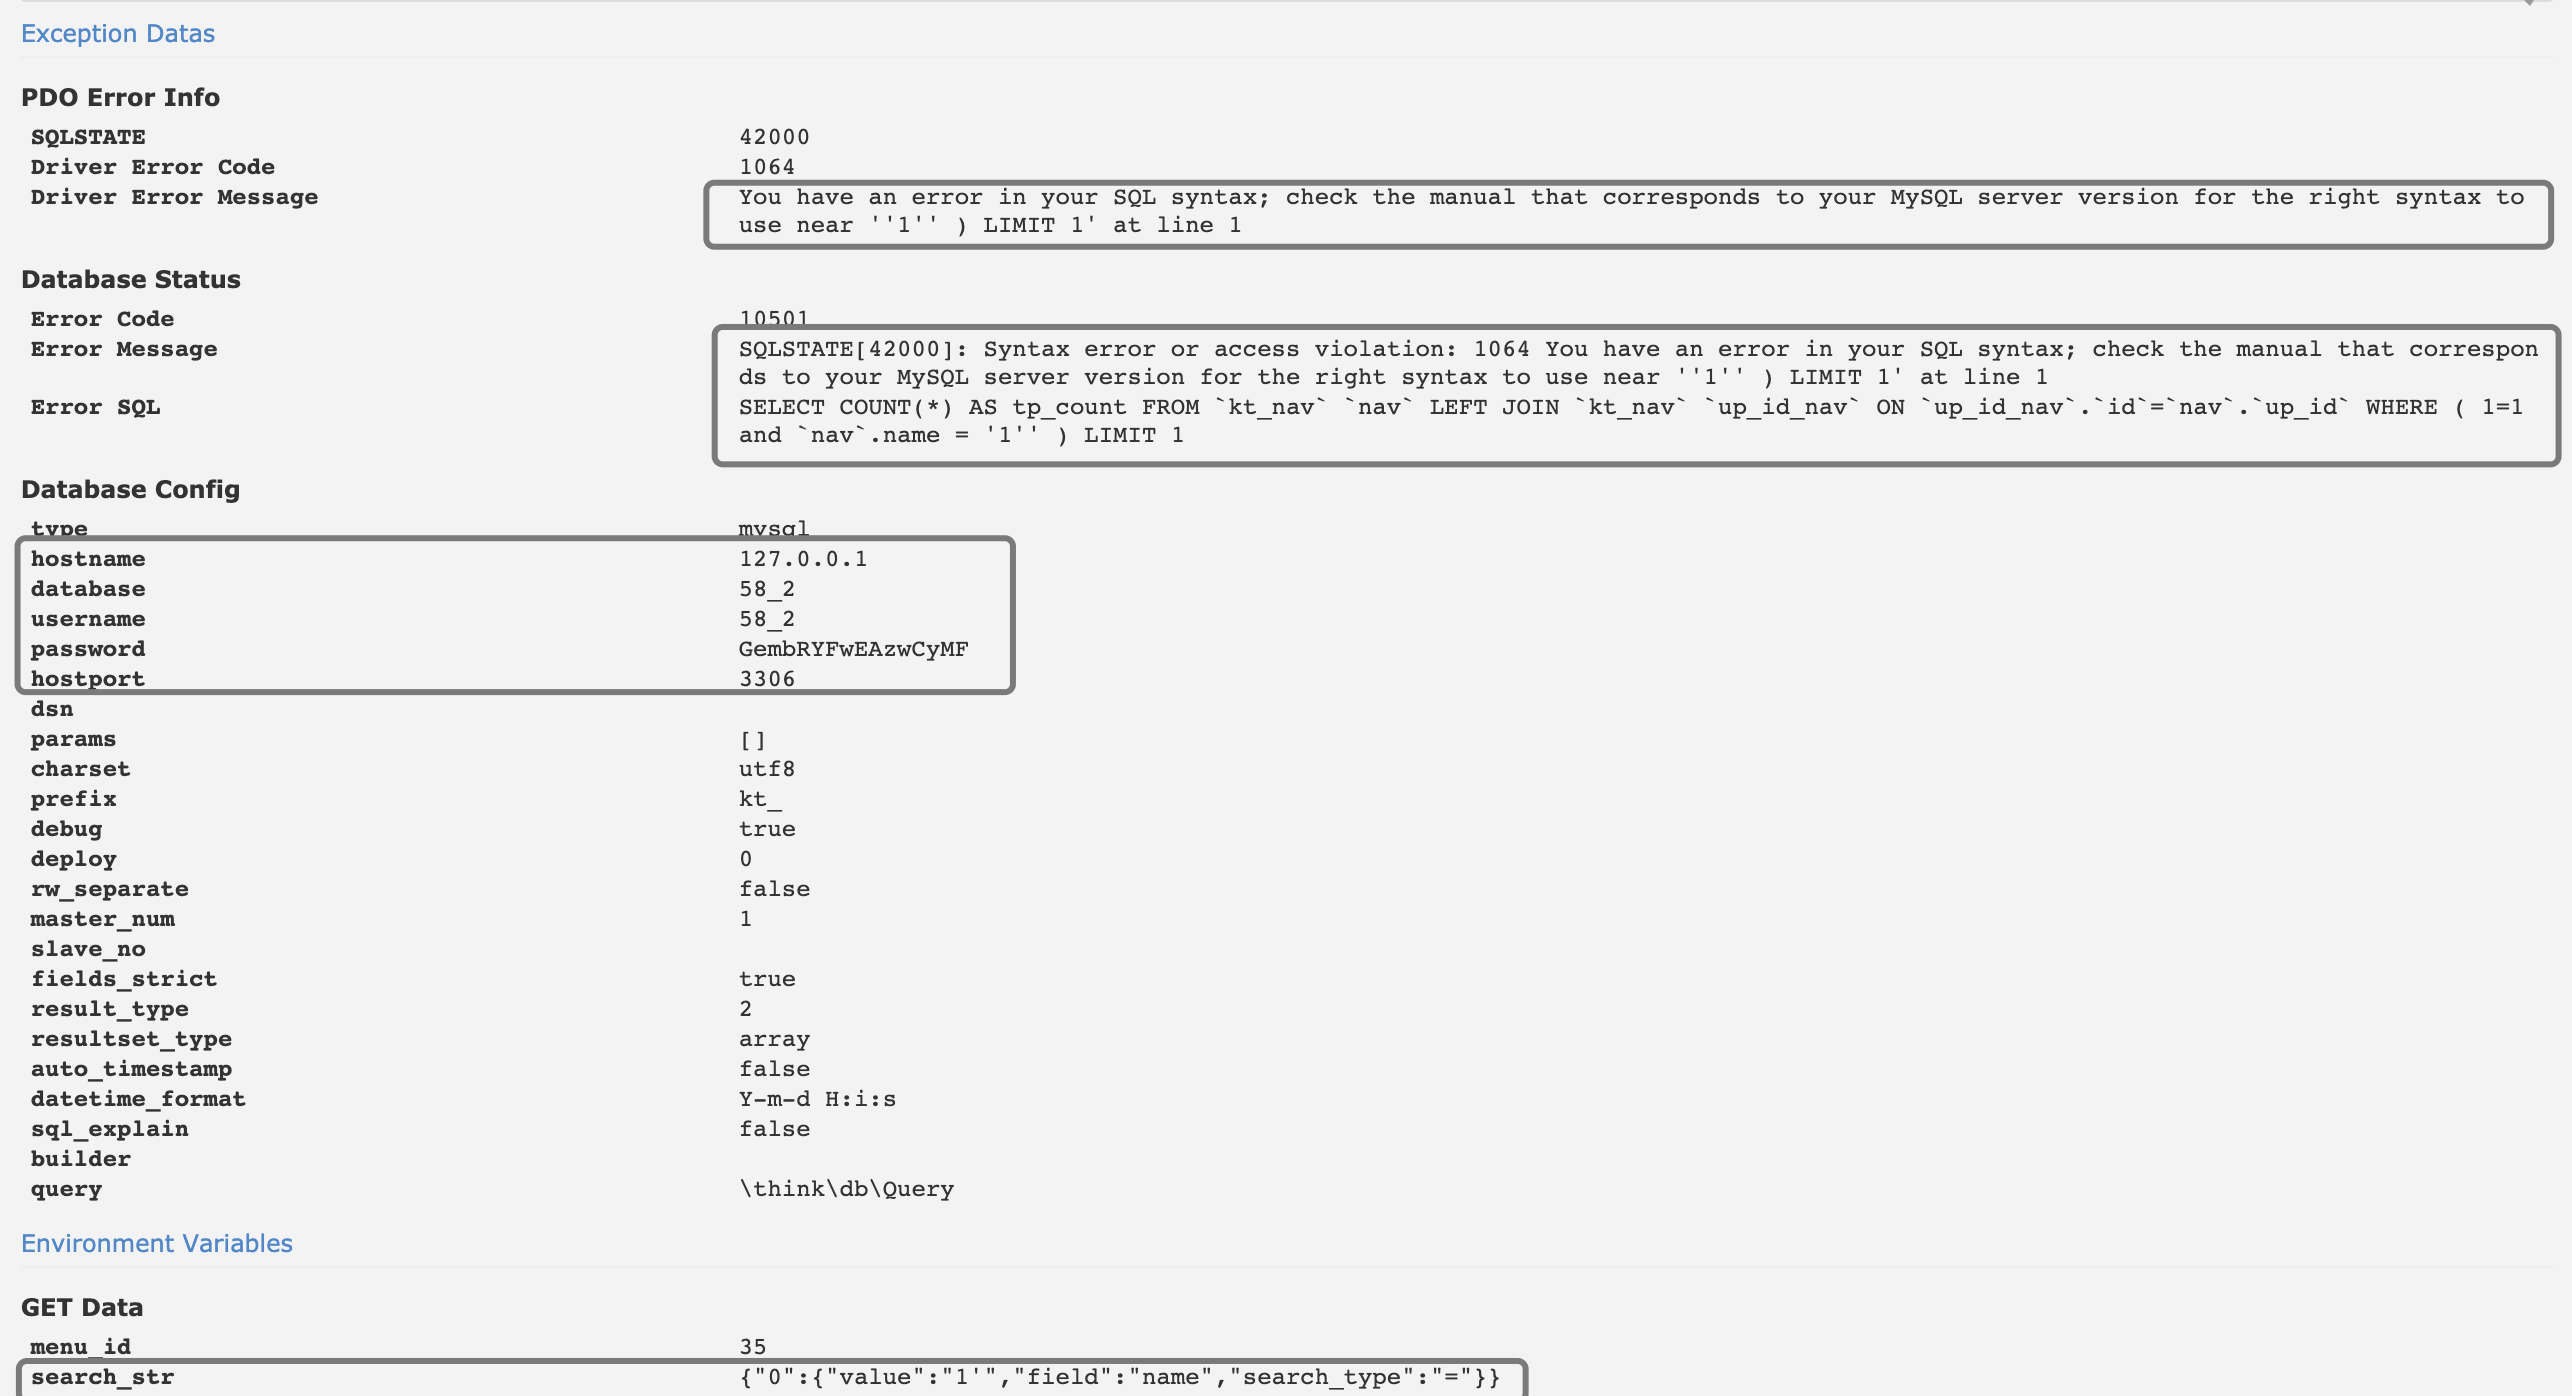 Exception Datas
PDO Error Info
SQLSTATE 42000
Driver Error Code 1064
Driver Error Message You have an error in your SQL syntax; check the manual that corresponds to your MySQL server version for the right syntax to
use near ''1'' ) LIMIT 1' at line 1
Database Status
Error Code 10501
Error Message SQLSTATE[42000]: Syntax error or access violation: 1064 You have an error in your SQL syntax; check the manual that correspon
ds to your MySQL server version for the right syntax to use near ''1'' ) LIMIT 1' at line 1
Error SQL SELECT COUNT(*) AS tp_count FROM `kt_nav` `nav` LEFT JOIN `kt_nav` `up_id_nav` ON `up_id_nav`.`id`=`nav`.`up_id` WHERE ( 1=1
and `nav`.name = '1'' ) LIMIT 1
Database Config
type mysql
hostname 127.0.0.1
database 58_2
username 58_2
password GembRYFwEAzwCyMF
hostport 3306
dsn
params []
charset utf8
prefix kt_
debug true
deploy 0
rw_separate false
master_num 1
slave_no
fields_strict true
result_type 2
resultset_type array
auto_timestamp false
datetime_format Y-m-d H:i:s
sql_explain false
builder
query \think\db\Query
Environment Variables
GET Data
menu_id 35
search_str {"0":{"value":"1'","field":"name","search_type":"="}}